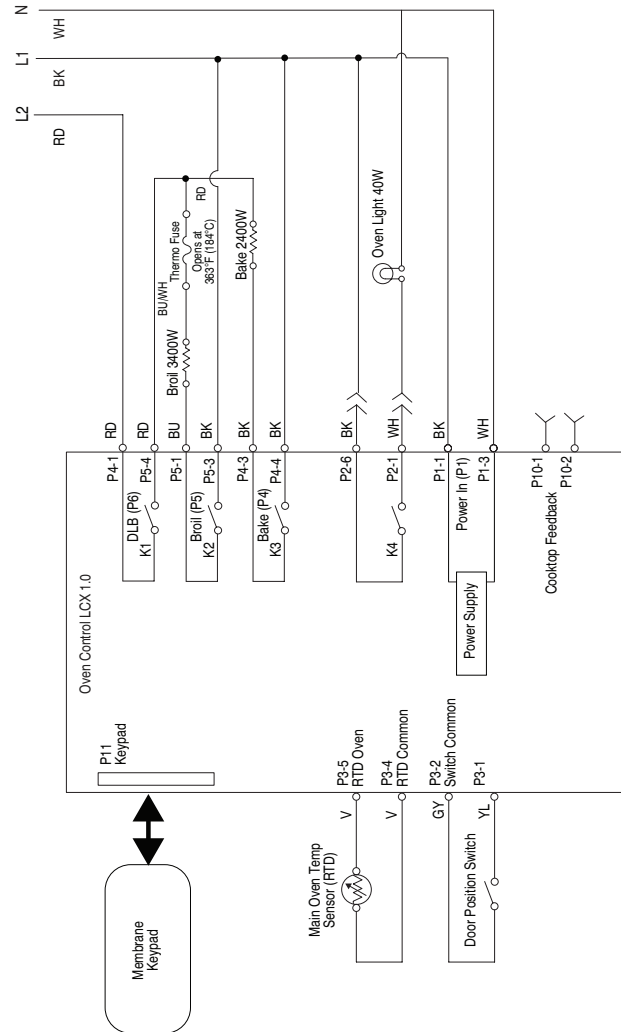 N
WH
L1
BK
L2
RD
RD
Thermo Fuse
Opens at
363°F (184°C)
BU/WH
Broil 3400W
Bake 2400W
Oven Light 40W
RD
RD
BU
BK
BK
BK
BK
WH
BK
WH
P4-1
P5-4
P5-1
P5-3
P4-3
P4-4
P2-6
P2-1
P1-1
P1-3
P10-1
P10-2
DLB (P6)
K1
Broil (P5)
K2
Bake (P4)
K3
K4
Power In (P1)
Power Supply
Cooktop Feedback
Oven Control LCX 1.0
P11
Keypad
P3-5
RTD Oven
P3-4
RTD Common
P3-2
Switch Common
P3-1
V
V
GY
YL
Main Oven Temp
Sensor (RTD)
Door Position Switch
Membrane
Keypad